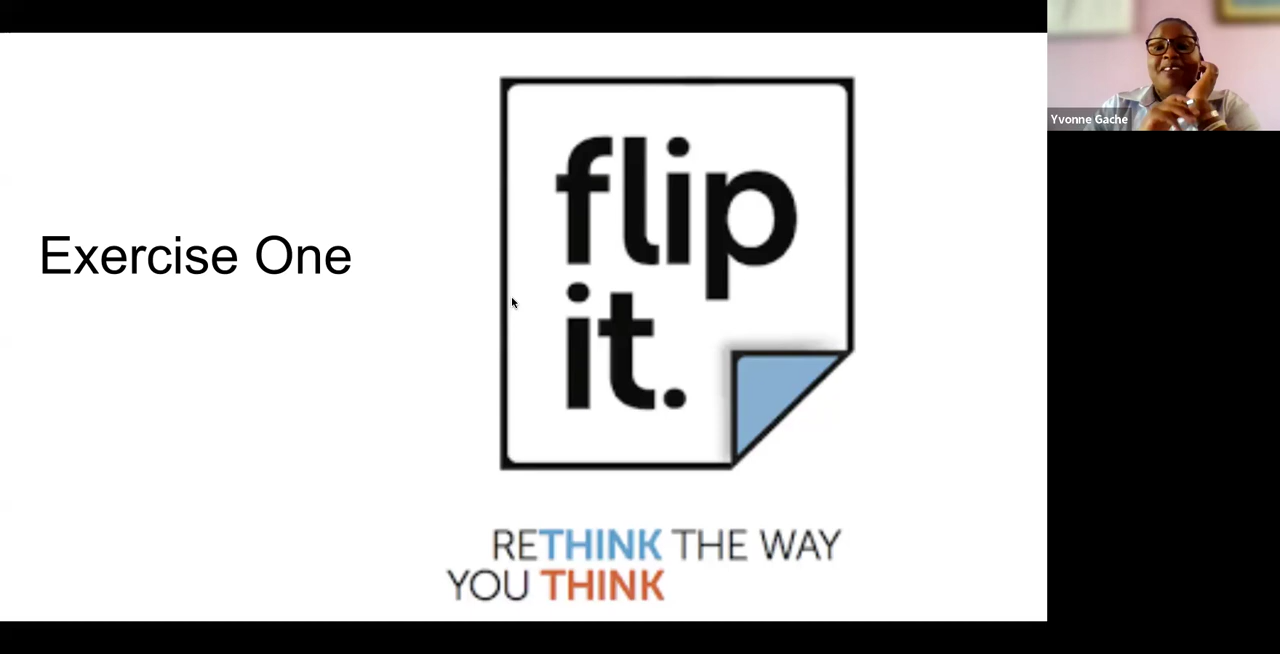 Exercise One
flip
it.
RETHINK THE WAY
YOU THINK
Yvonne Gache